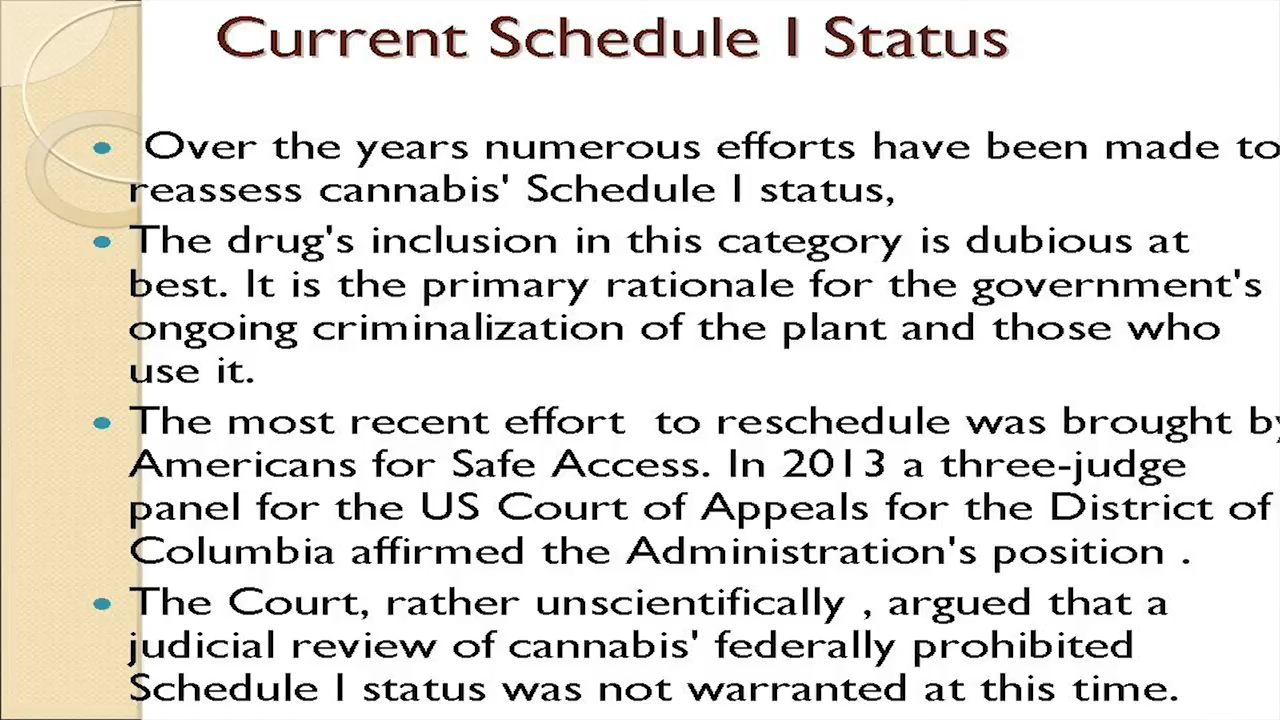 Current Schedule I Status
Over the years numerous efforts have been made to
reassess cannabis' Schedule I status,
The drug's inclusion in this category is dubious at
best. It is the primary rationale for the government's
ongoing criminalization of the plant and those who
use it.
The most recent effort  to reschedule was brought by
Americans for Safe Access. In 2013 a three-judge
panel for the US Court of Appeals for the District of
Columbia affirmed the Administration's position .
The Court, rather unscientifically , argued that a
judicial review of cannabis' federally prohibited
Schedule I status was not warranted at this time.